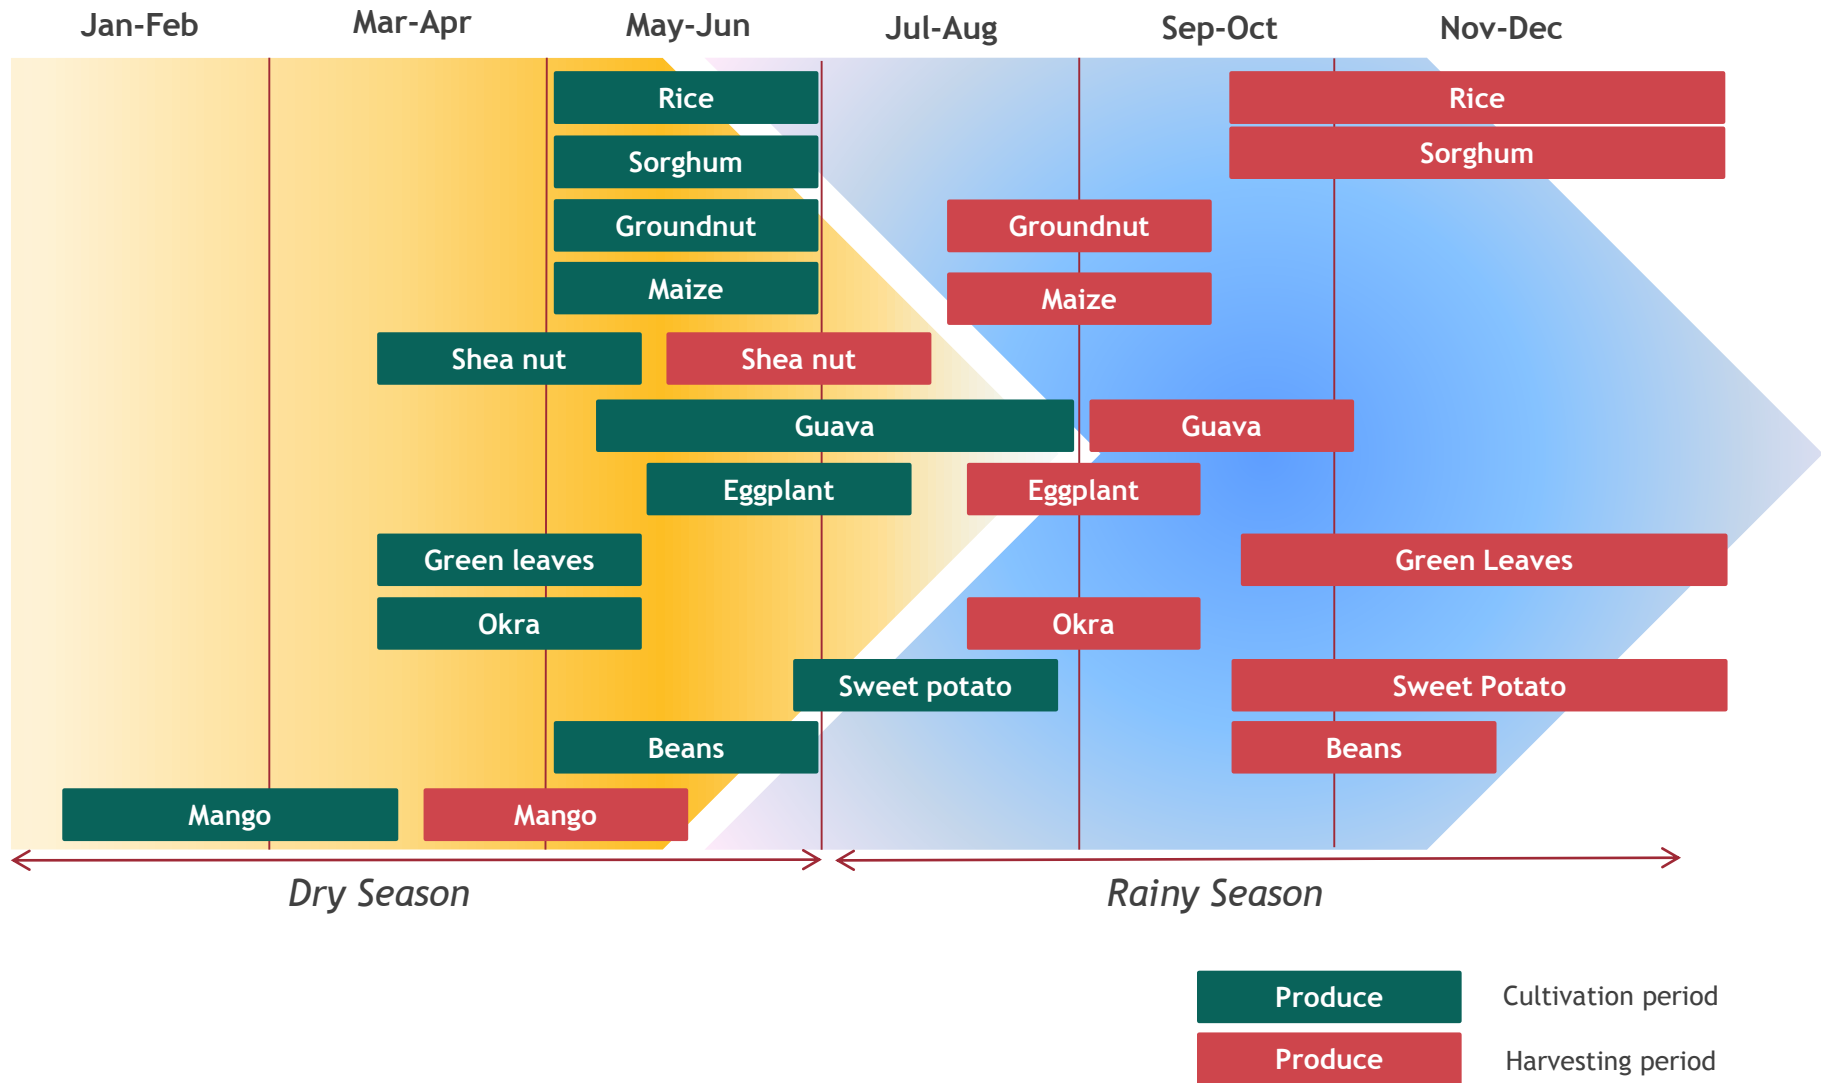 Jan-Feb
Mar-Apr
May-Jun
Jul-Aug
Sep-Oct
Nov-Dec
Rice
Rice
Sorghum
Sorghum
Groundnut
Groundnut
Maize
Maize
Shea nut
Shea nut
Guava
Guava
Eggplant
Eggplant
Green leaves
Green Leaves
Okra
Okra
Sweet potato
Sweet Potato
Beans
Beans
Mango
Mango
Dry Season
Rainy Season
Produce
Cultivation period
Produce
Harvesting period